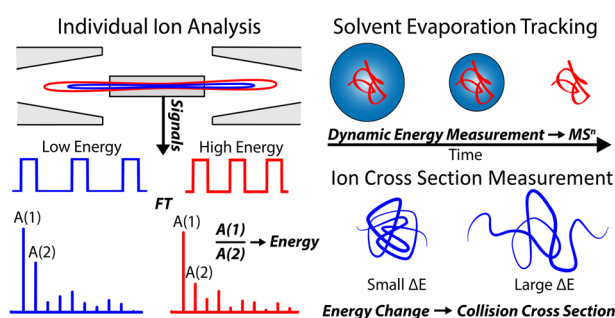 Individual Ion Analysis
Signals
Low Energy
High Energy
FT
A(1)
A(2)
A(1)
A(2)
A(1)
A(2)
→ Energy
Solvent Evaporation Tracking
Dynamic Energy Measurement → MSⁿ
Time
Ion Cross Section Measurement
Small ΔE
Large ΔE
Energy Change → Collision Cross Section